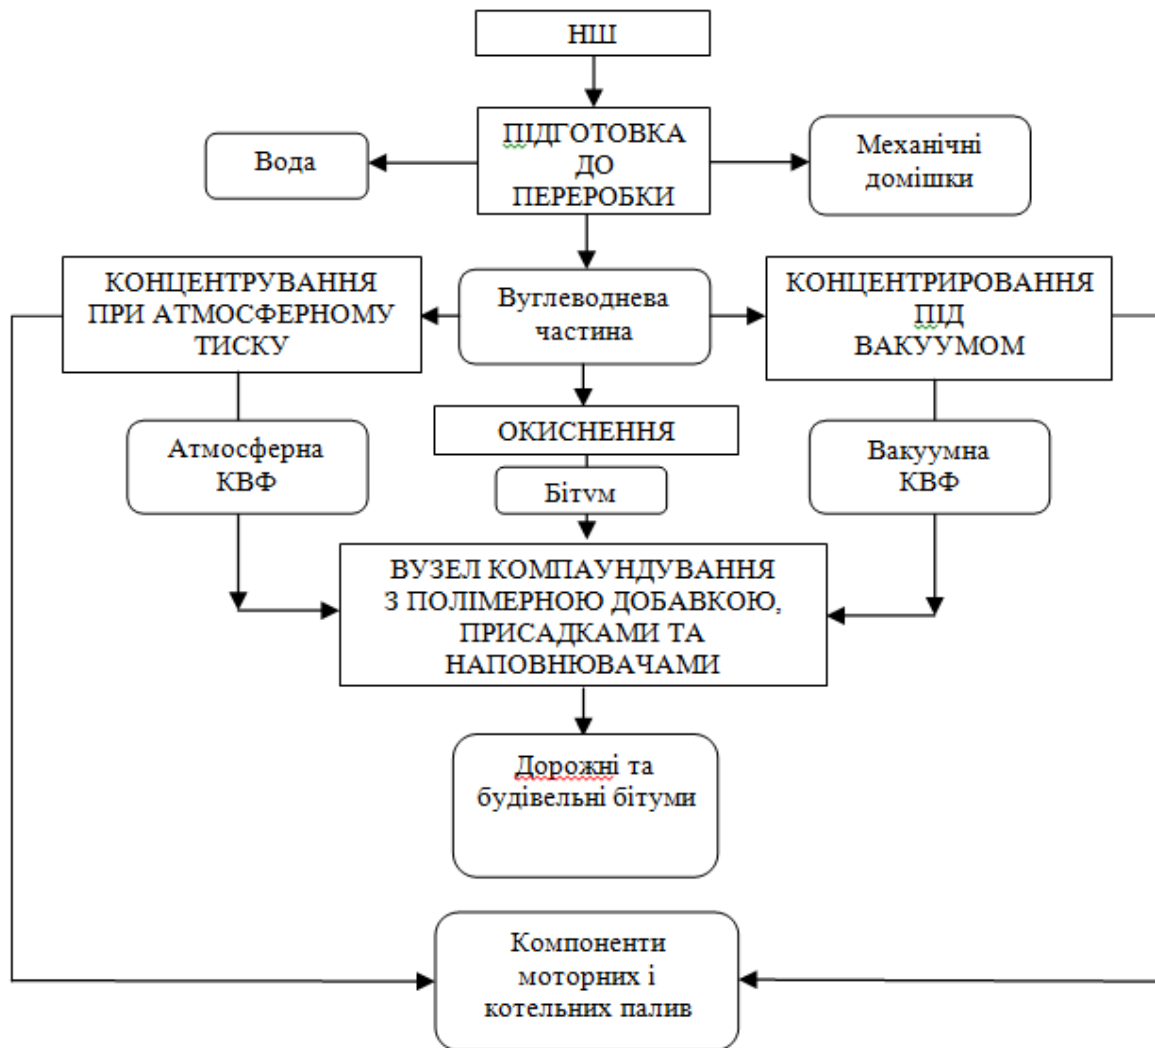 НШ
ПІДГОТОВКА
ДО
ПЕРЕРОБКИ
Вода
Механічні
домішки
КОНЦЕНТРУВАННЯ
ПРИ АТМОСФЕРНОМУ
ТИСКУ
Вуглеводнева
частина
КОНЦЕНТРИРОВАННЯ
ПІД
ВАКУУМОМ
ОКИСНЕННЯ
Атмосферна
КВФ
Бітум
Вакуумна
КВФ
ВУЗЕЛ КОМПАУНДУВАННЯ
З ПОЛІМЕРНОЮ ДОБАВКОЮ,
ПРИСАДКАМИ ТА
НАПОВНЮВАЧАМИ
Дорожні та
будівельні бітуми
Компоненти
моторних і
котельних палив